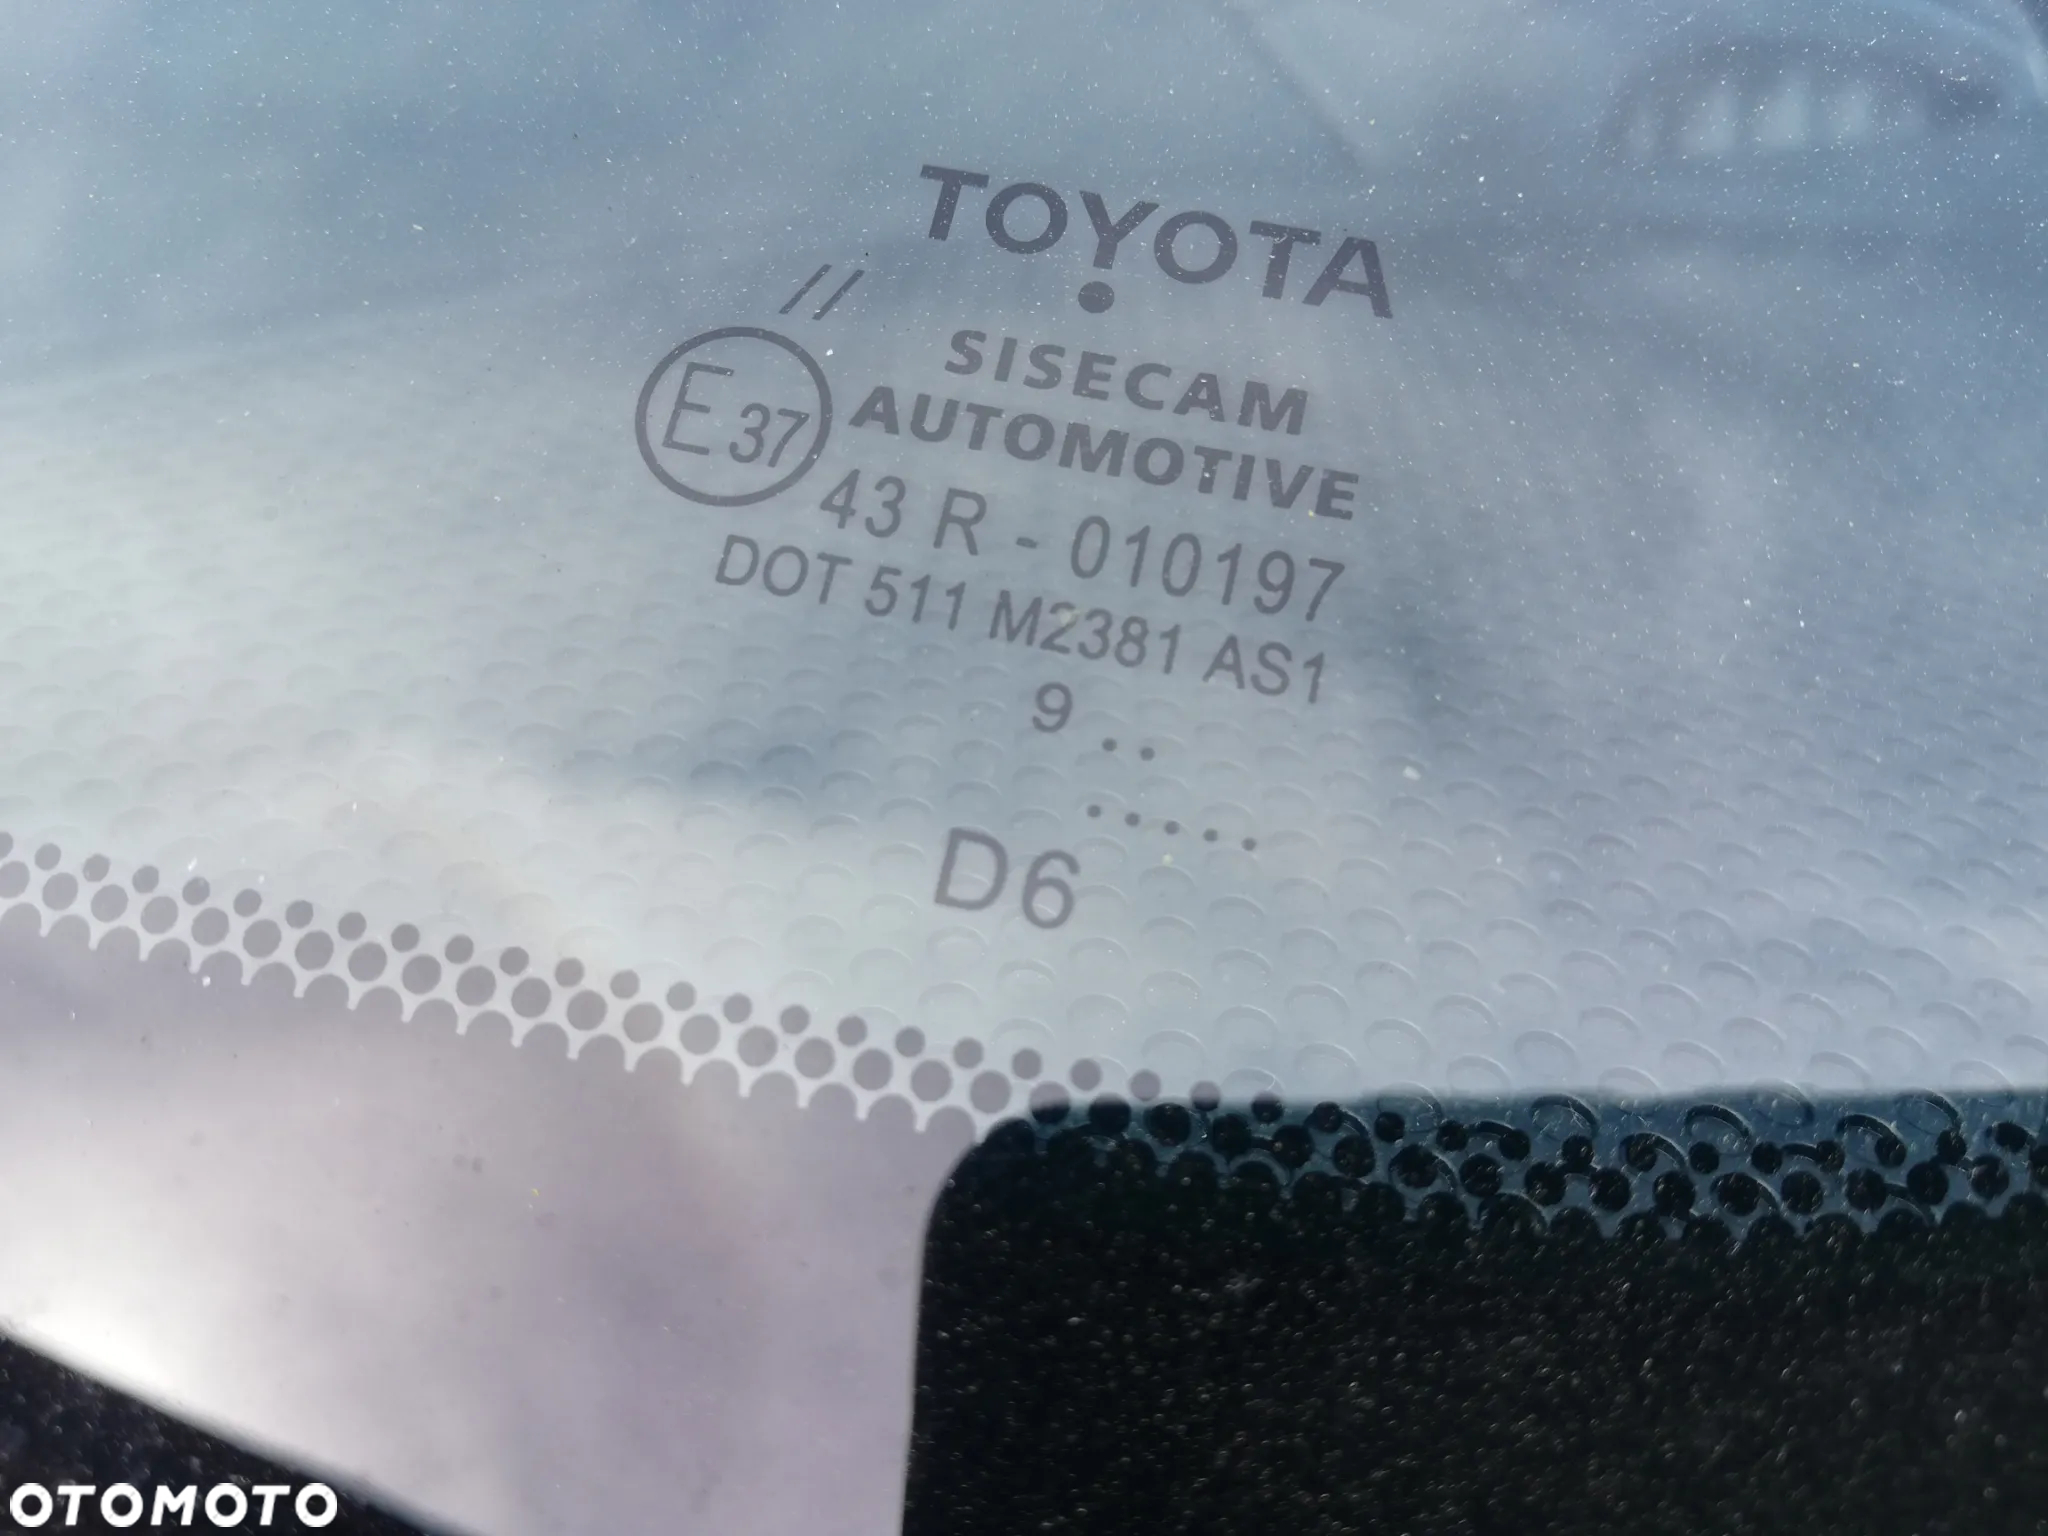 TOYOTA
//
SISECAM
AUTOMOTIVE
E 37
43 R - 010197
DOT 511 M2381 AS1
9 ..
.....
D6
OTOMOTO